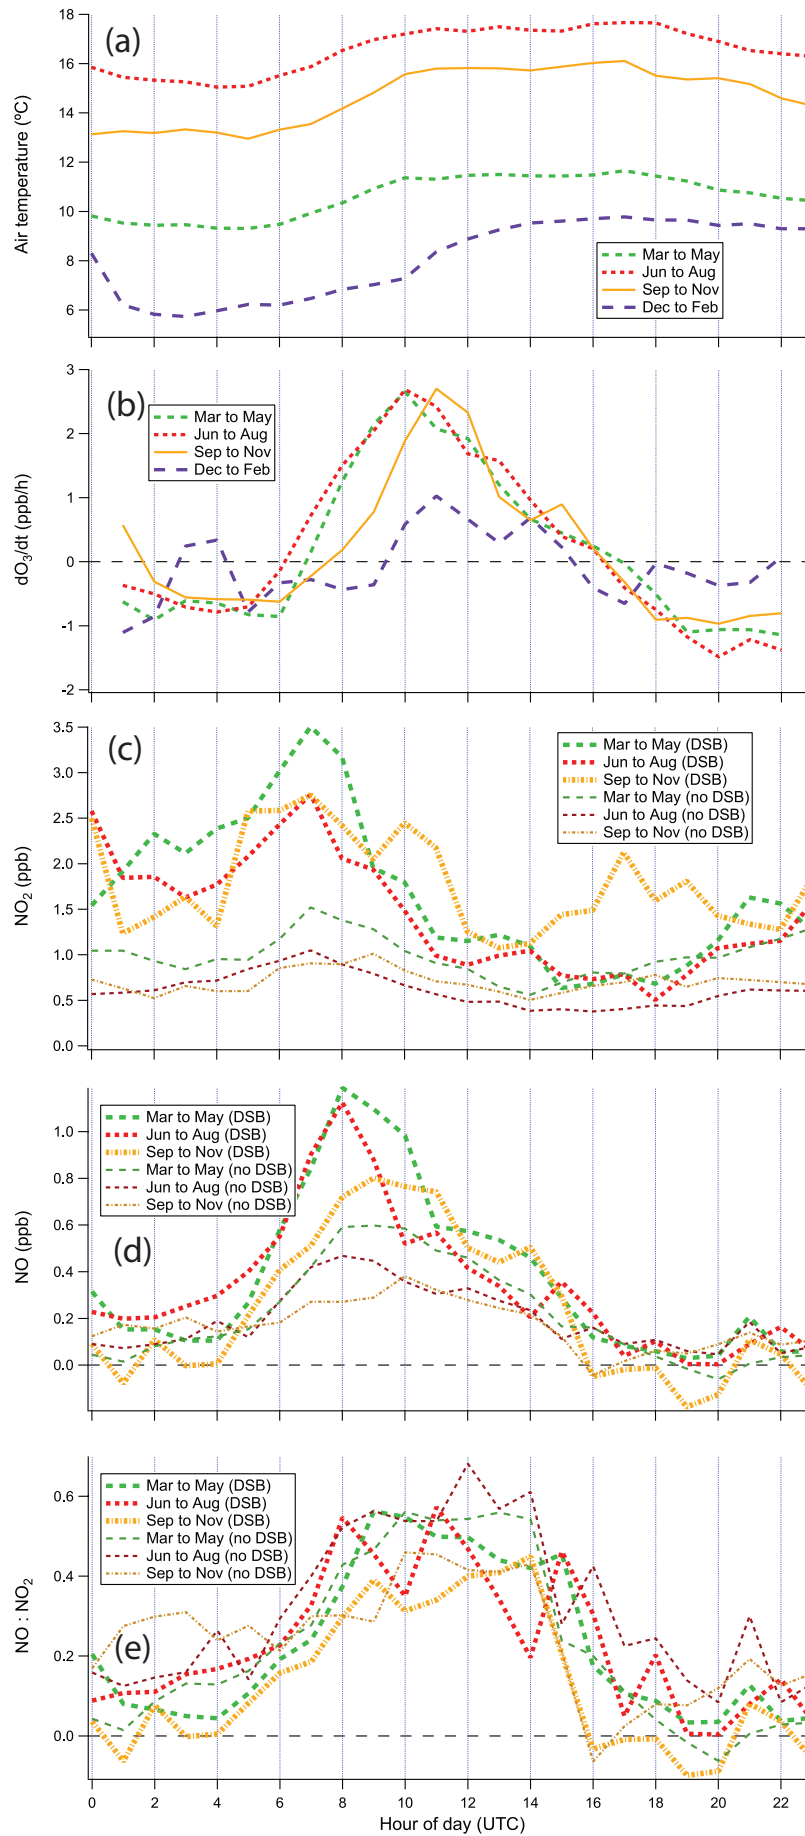 (a)
18
16
14
12
10
8
6
Air temperature (ºC)
Mar to May
Jun to Aug
Sep to Nov
Dec to Feb
(b)
3
2
1
0
-1
-2
dO3/dt (ppb/h)
Mar to May
Jun to Aug
Sep to Nov
Dec to Feb
(c)
3.5
3.0
2.5
2.0
1.5
1.0
0.5
0.0
NO2 (ppb)
Mar to May (DSB)
Jun to Aug (DSB)
Sep to Nov (DSB)
Mar to May (no DSB)
Jun to Aug (no DSB)
Sep to Nov (no DSB)
(d)
1.0
0.8
0.6
0.4
0.2
0.0
NO (ppb)
Mar to May (DSB)
Jun to Aug (DSB)
Sep to Nov (DSB)
Mar to May (no DSB)
Jun to Aug (no DSB)
Sep to Nov (no DSB)
(e)
0.6
0.4
0.2
0.0
NO : NO2
Mar to May (DSB)
Jun to Aug (DSB)
Sep to Nov (DSB)
Mar to May (no DSB)
Jun to Aug (no DSB)
Sep to Nov (no DSB)
0 2 4 6 8 10 12 14 16 18 20 22
Hour of day (UTC)